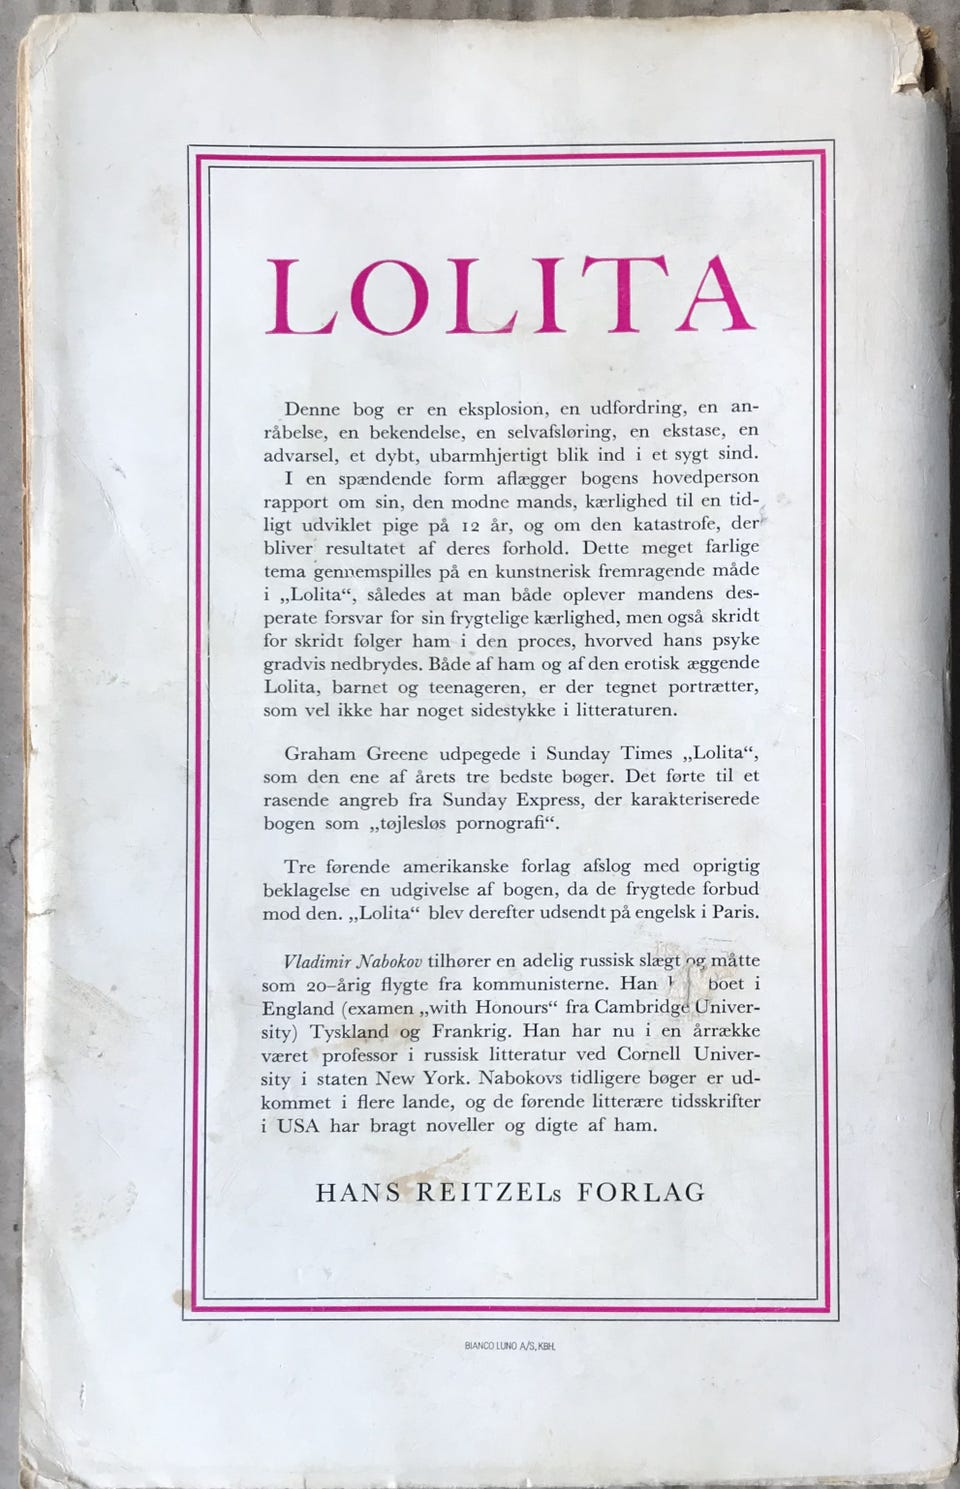 LOLITA
Denne bog er en eksplosion, en udfordring, en an-
råbelse, en bekendelse, en selvafsløring, en ekstase, en
advarsel, et dybt, ubarmhjertigt blik ind i et sygt sind.
I en spændende form aflægger bogens hovedperson
rapport om sin, den modne mands, kærlighed til en tid-
ligt udviklet pige på 12 år, og om den katastrofe, der
bliver resultatet af deres forhold. Dette meget farlige
tema gennemspilles på en kunstnerisk fremragende måde
i „Lolita“, således at man både oplever mandens des-
perate forsvar for sin frygtelige kærlighed, men også skridt
for skridt følger ham i den proces, hvorved hans psyke
gradvis nedbrydes. Både af ham og af den erotisk æggende
Lolita, barnet og teenageren, er der tegnet portrætter,
som vel ikke har noget sidestykke i litteraturen.
Graham Greene udpegede i Sunday Times „Lolita“,
som den ene af årets tre bedste bøger. Det førte til et
rasende angreb fra Sunday Express, der karakteriserede
bogen som „tøjlesløs pornografi“.
Tre førende amerikanske forlag afslog med oprigtig
beklagelse en udgivelse af bogen, da de frygtede forbud
mod den. „Lolita“ blev derefter udsendt på engelsk i Paris.
Vladimir Nabokov tilhører en adelig russisk slægt og måtte
som 20-årig flygte fra kommunisterne. Han boet i
England (examen „with Honours“ fra Cambridge Univer-
sity) Tyskland og Frankrig. Han har nu i en årrække
været professor i russisk litteratur ved Cornell Univer-
sity i staten New York. Nabokovs tidligere bøger er ud-
kommet i flere lande, og de førende litterære tidsskrifter
i USA har bragt noveller og digte af ham.
HANS REITZELs FORLAG
BIANCO LUNO A/S, KBH.